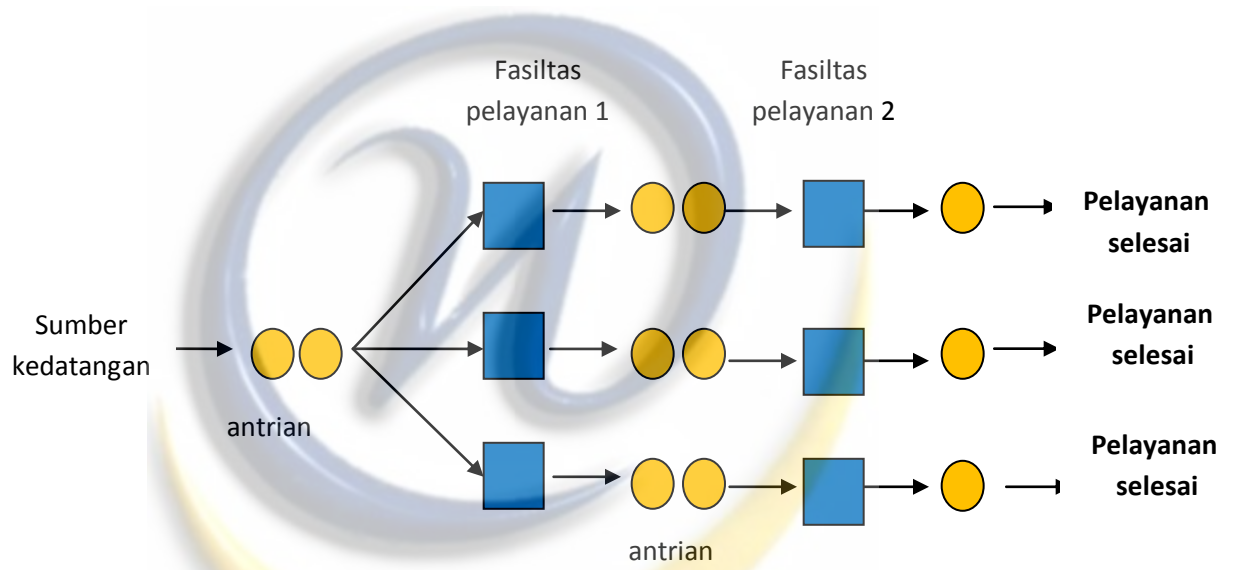 Fasiltas
pelayanan 1
Fasiltas
pelayanan 2
Pelayanan
selesai
Sumber
kedatangan
antrian
Pelayanan
selesai
Pelayanan
selesai
antrian